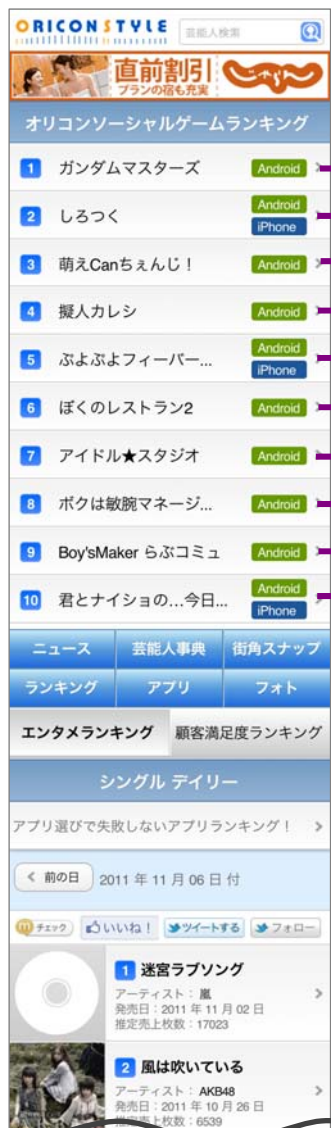 ORICON STYLE
芸能人検索
直前割引
プランの宿も充実
じゃらん
オリコンソーシャルゲームランキング
1 ガンダムマスターズ Android
2 しろつく Android iPhone
3 萌えCanちぇんじ！ Android
4 擬人カレシ Android
5 ぷよぷよフィーバー... Android iPhone
6 ぼくのレストラン2 Android
7 アイドル★スタジオ Android
8 ボクは敏腕マネージ... Android
9 Boy'sMaker らぶコミュ Android
10 君とナイショの...今日... Android iPhone
ニュース 芸能人事典 街角スナップ
ランキング アプリ フォト
エンタメランキング 顧客満足度ランキング
シングル デイリー
アプリ選びで失敗しないアプリランキング！
前の日 2011 年 11 月 06 日 付
m チェック いいね！ ツイートする フォロー
1 迷宮ラブソング
アーティスト： 嵐
発売日：2011 年 11 月 02 日
推定売上枚数：17023
2 風は吹いている
アーティスト： AKB48
発売日：2011 年 10 月 26 日
推定売上枚数：6539